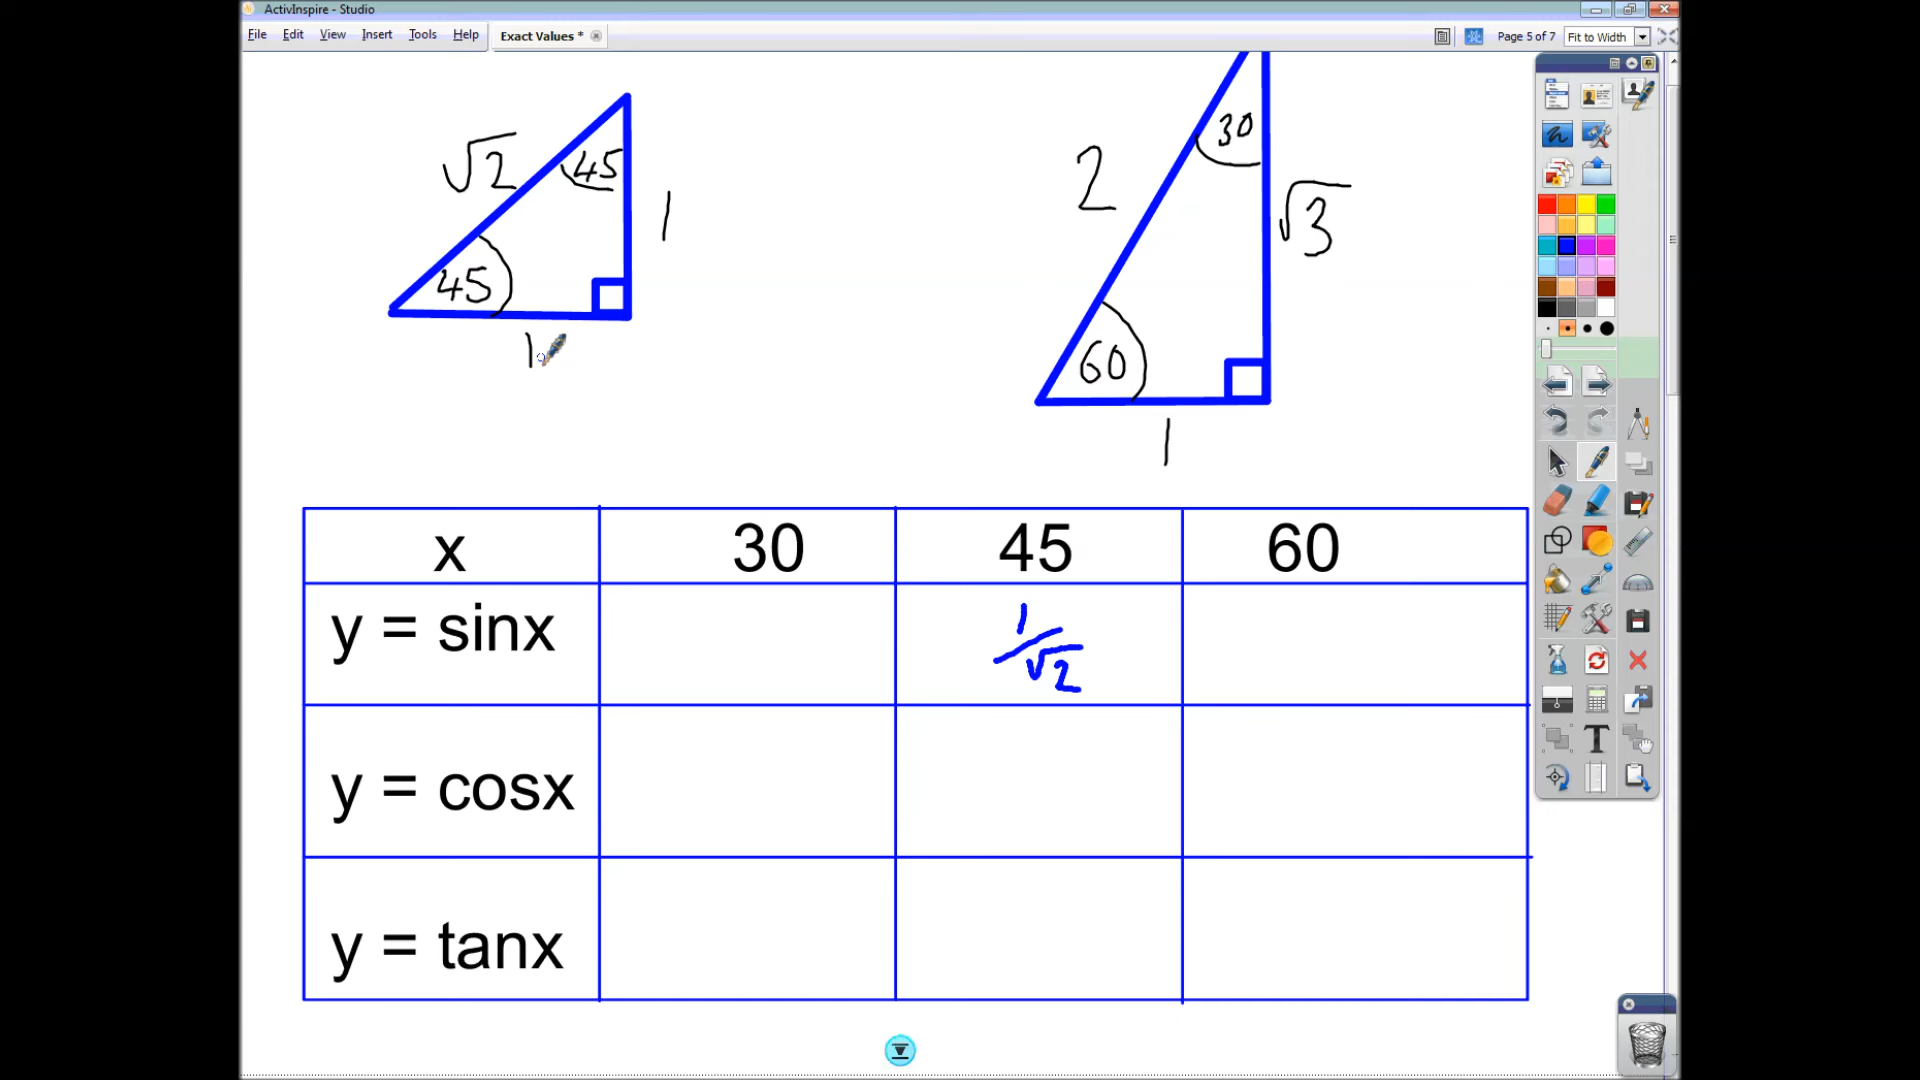 ActivInspire - Studio
File Edit View Insert Tools Help Exact Values * Page 5 of 7 Fit to Width
√2 45 1
45
1
30
2 √3
60
1
x 30 45 60
y = sinx 1/√2
y = cosx
y = tanx